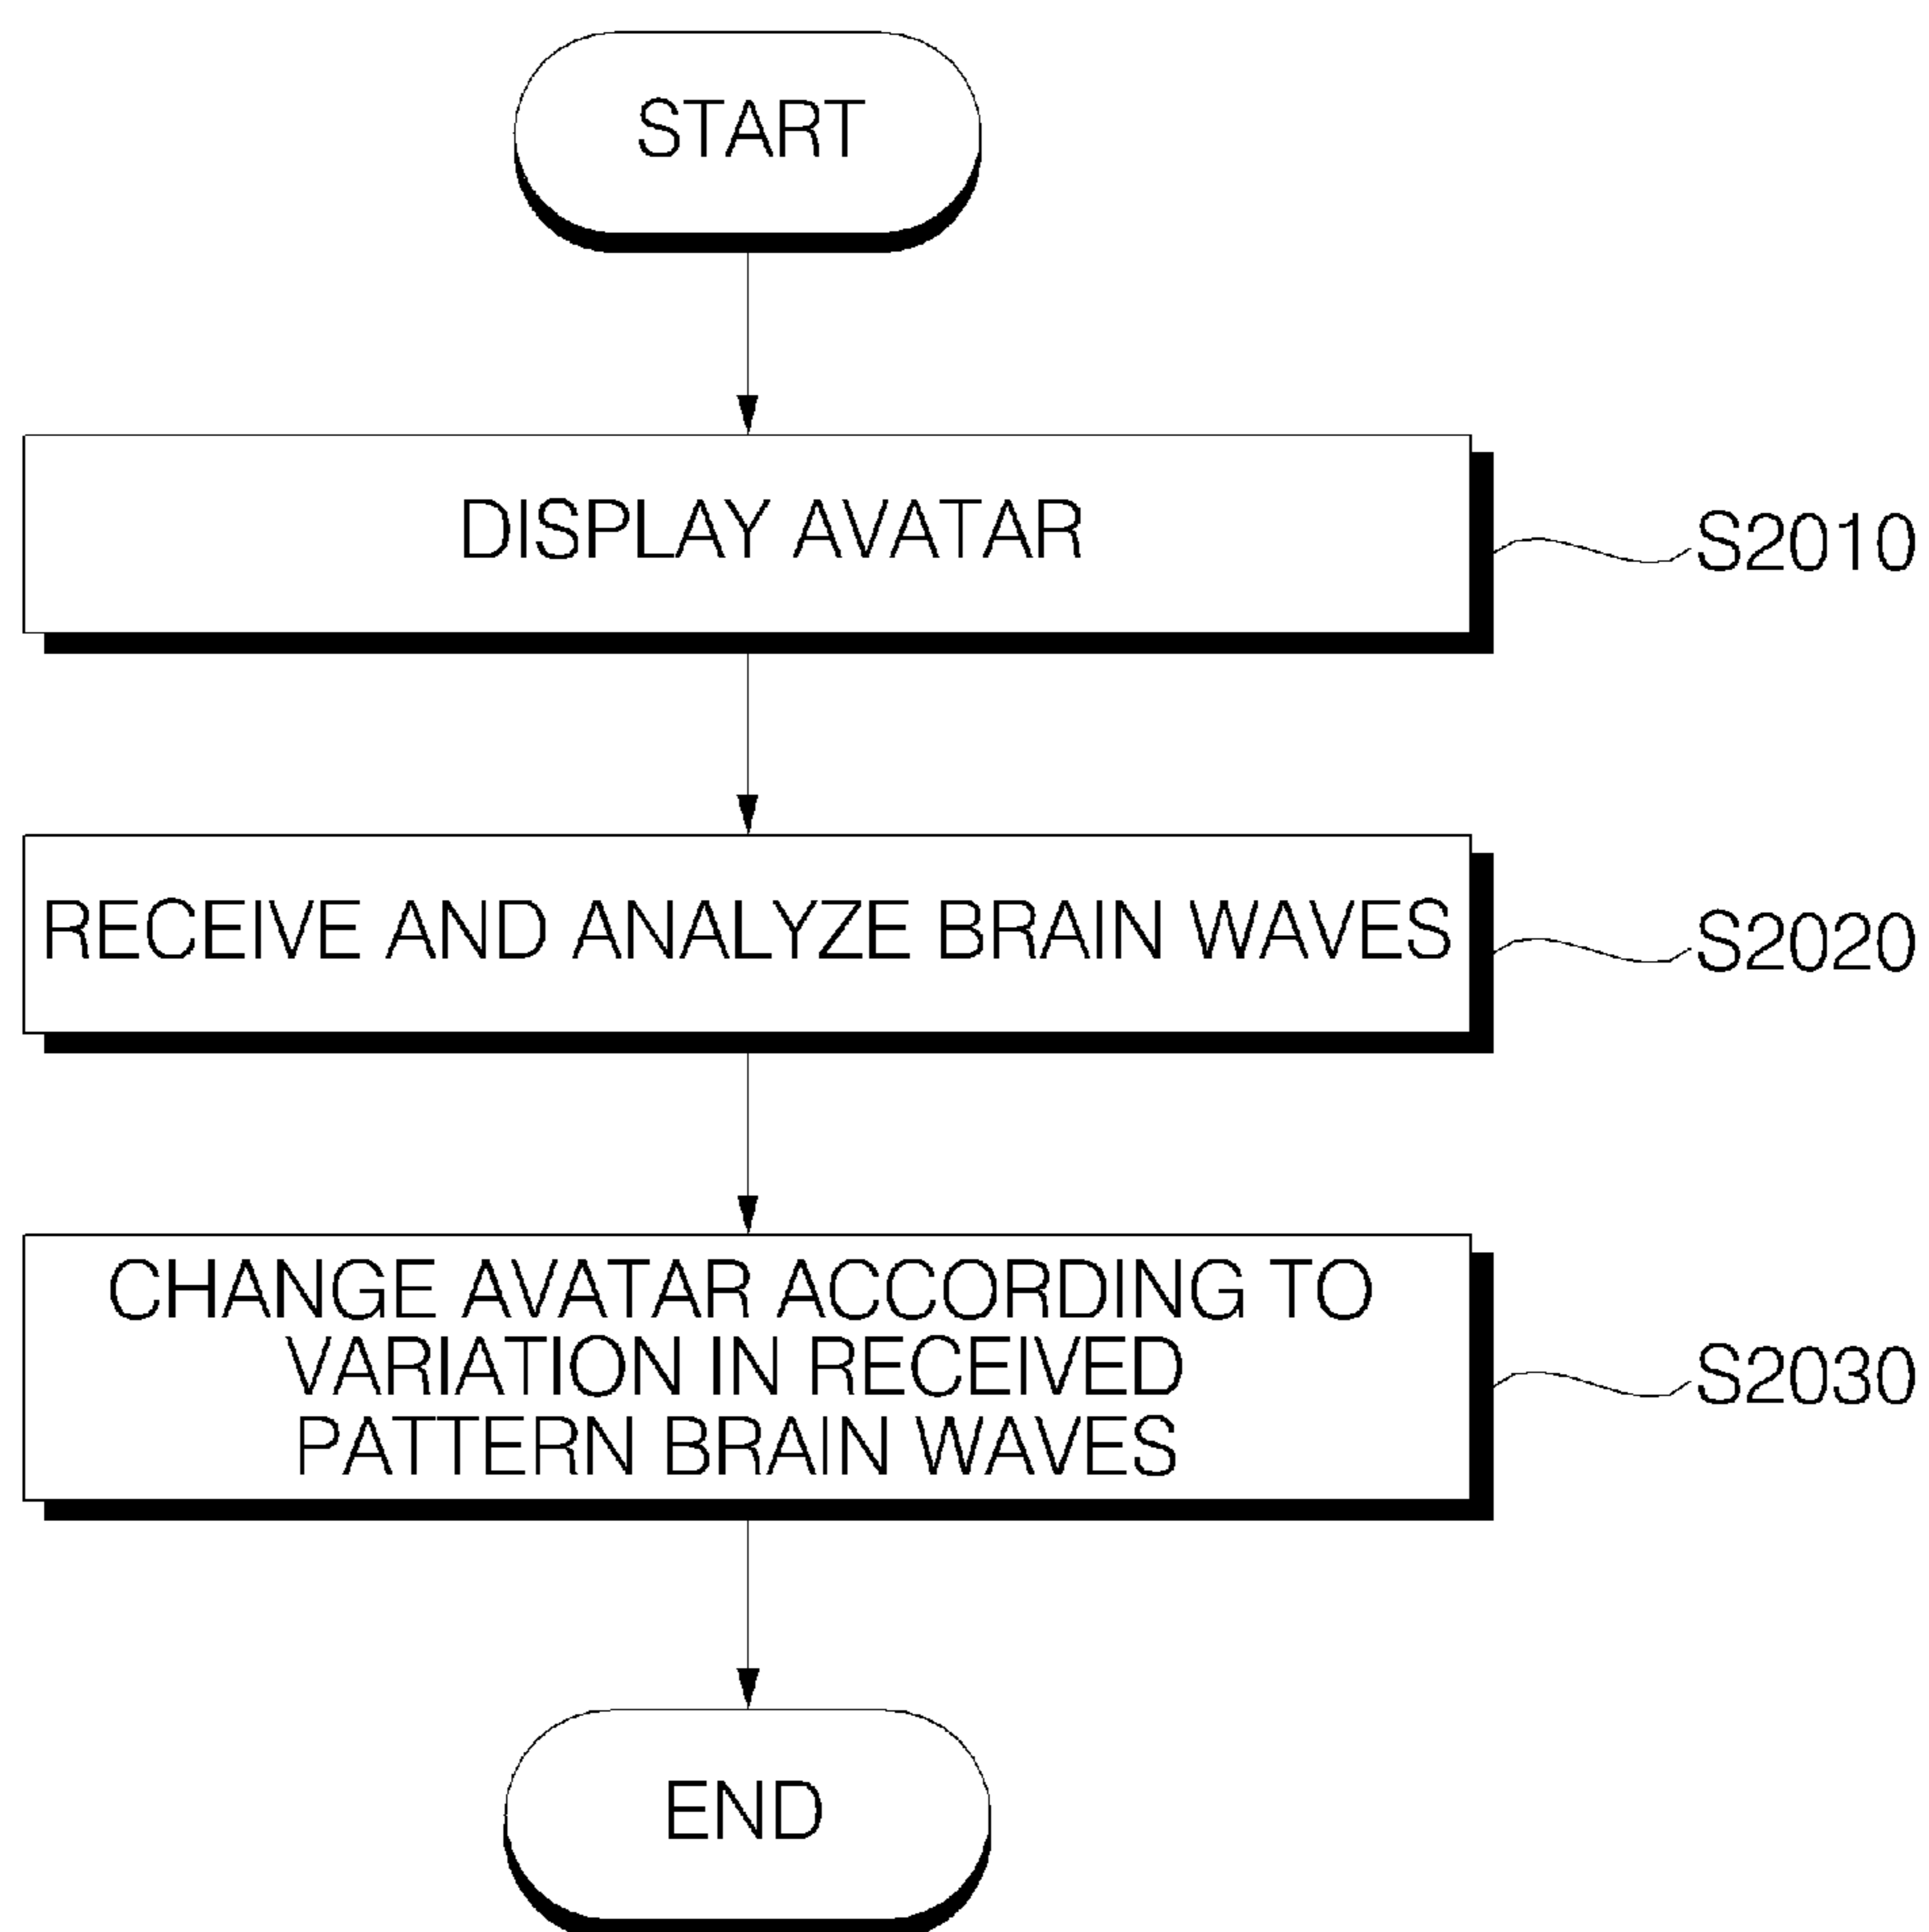 START
DISPLAY AVATAR
S2010
RECEIVE AND ANALYZE BRAIN WAVES
S2020
CHANGE AVATAR ACCORDING TO
VARIATION IN RECEIVED
PATTERN BRAIN WAVES
S2030
END